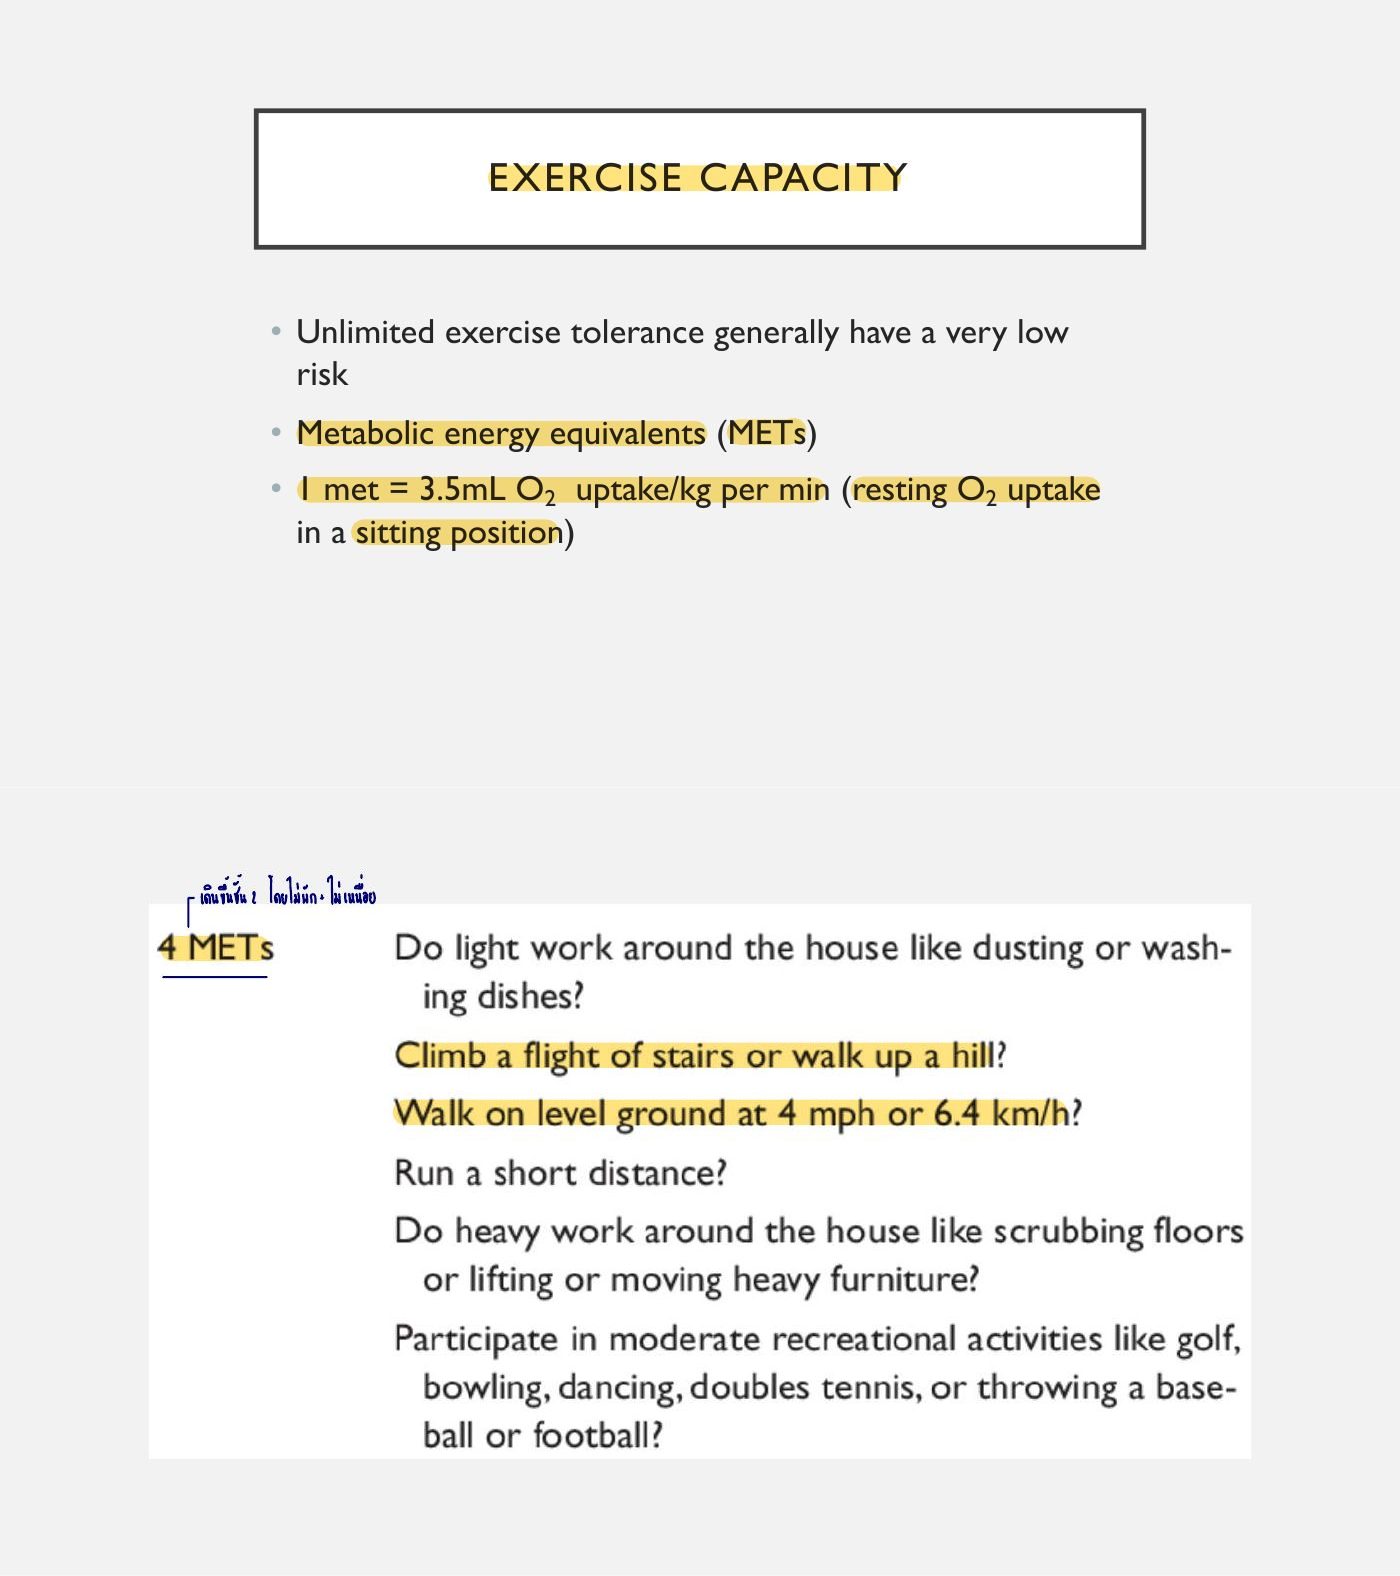 EXERCISE CAPACITY
• Unlimited exercise tolerance generally have a very low
risk
• Metabolic energy equivalents (METs)
• 1 met = 3.5mL O₂ uptake/kg per min (resting O₂ uptake
in a sitting position)
เดินขึ้นชั้น 2 โดยไม่พัก + ไม่เหนื่อย
4 METs
Do light work around the house like dusting or wash-
ing dishes?
Climb a flight of stairs or walk up a hill?
Walk on level ground at 4 mph or 6.4 km/h?
Run a short distance?
Do heavy work around the house like scrubbing floors
or lifting or moving heavy furniture?
Participate in moderate recreational activities like golf,
bowling, dancing, doubles tennis, or throwing a base-
ball or football?